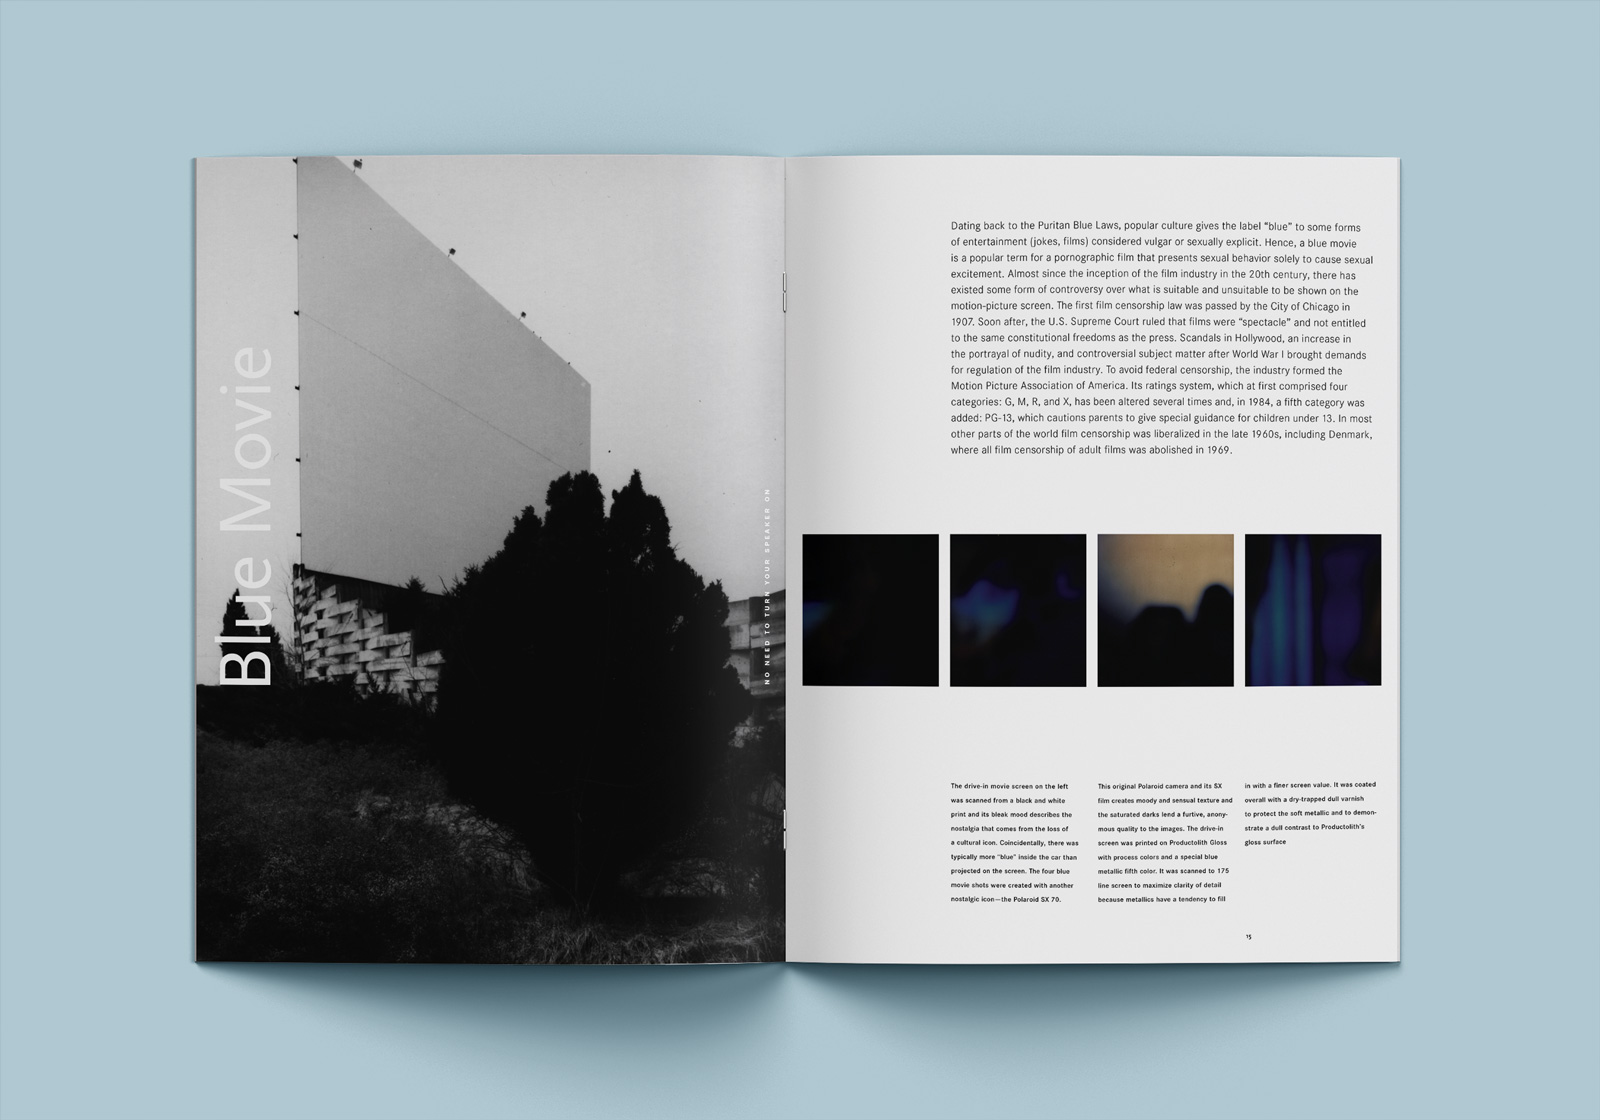 Blue Movie
NO NEED TO TURN YOUR SPEAKER ON
Dating back to the Puritan Blue Laws, popular culture gives the label “blue” to some forms
of entertainment (jokes, films) considered vulgar or sexually explicit. Hence, a blue movie
is a popular term for a pornographic film that presents sexual behavior solely to cause sexual
excitement. Almost since the inception of the film industry in the 20th century, there has
existed some form of controversy over what is suitable and unsuitable to be shown on the
motion-picture screen. The first film censorship law was passed by the City of Chicago in
1907. Soon after, the U.S. Supreme Court ruled that films were “spectacle” and not entitled
to the same constitutional freedoms as the press. Scandals in Hollywood, an increase in
the portrayal of nudity, and controversial subject matter after World War I brought demands
for regulation of the film industry. To avoid federal censorship, the industry formed the
Motion Picture Association of America. Its ratings system, which at first comprised four
categories: G, M, R, and X, has been altered several times and, in 1984, a fifth category was
added: PG-13, which cautions parents to give special guidance for children under 13. In most
other parts of the world film censorship was liberalized in the late 1960s, including Denmark,
where all film censorship of adult films was abolished in 1969.
The drive-in movie screen on the left
was scanned from a black and white
print and its bleak mood describes the
nostalgia that comes from the loss of
a cultural icon. Coincidentally, there was
typically more “blue” inside the car than
projected on the screen. The four blue
movie shots were created with another
nostalgic icon—the Polaroid SX 70.
This original Polaroid camera and its SX
film creates moody and sensual texture and
the saturated darks lend a furtive, anony-
mous quality to the images. The drive-in
screen was printed on Productolith Gloss
with process colors and a special blue
metallic fifth color. It was scanned to 175
line screen to maximize clarity of detail
because metallics have a tendency to fill
in with a finer screen value. It was coated
overall with a dry-trapped dull varnish
to protect the soft metallic and to demon-
strate a dull contrast to Productolith's
gloss surface
15